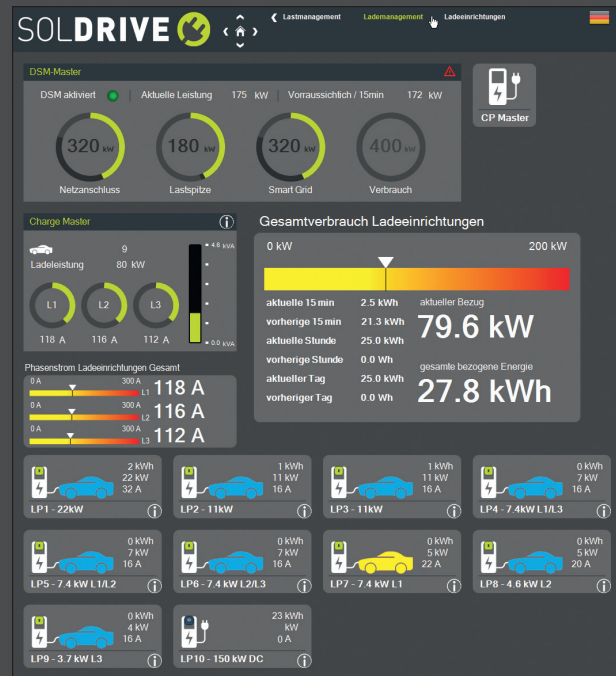 SOLDRIVE
Lastmanagement Lademanagement Ladeeinrichtungen
DSM-Master
DSM aktiviert Aktuelle Leistung 175 kW Vorraussichtich / 15min 172 kW
320 kW 180 kW 320 kW 400 kW
Netzanschluss Lastspitze Smart Grid Verbrauch
CP Master
Charge Master
9
Ladeleistung 80 kW
4.6 kVA
0.0 kVA
L1 L2 L3
118 A 116 A 112 A
Gesamtverbrauch Ladeeinrichtungen
0 kW 200 kW
aktuelle 15 min 2.5 kWh
vorherige 15 min 21.3 kWh
aktuelle Stunde 25.0 kWh
vorherige Stunde 0.0 Wh
aktueller Tag 25.0 kWh
vorheriger Tag 0.0 Wh
aktueller Bezug
79.6 kW
gesamte bezogene Energie
27.8 kWh
Phasenstrom Ladeeinrichtungen Gesamt
0 A 300 A L1 118 A
0 A 300 A L2 116 A
0 A 300 A L3 112 A
2 kWh
22 kW
32 A
LP1 - 22kW
1 kWh
11 kW
16 A
LP2 - 11kW
1 kWh
11 kW
16 A
LP3 - 11kW
0 kWh
7 kW
16 A
LP4 - 7.4kW L1/L3
0 kWh
7 kW
16 A
LP5 - 7.4 kW L1/L2
0 kWh
7 kW
16 A
LP6 - 7.4 kW L2/L3
0 kWh
5 kW
22 A
LP7 - 7.4 kW L1
0 kWh
5 kW
20 A
LP8 - 4.6 kW L2
0 kWh
4 kW
16 A
LP9 - 3.7 kW L3
23 kWh
kW
0 A
LP10 - 150 kW DC